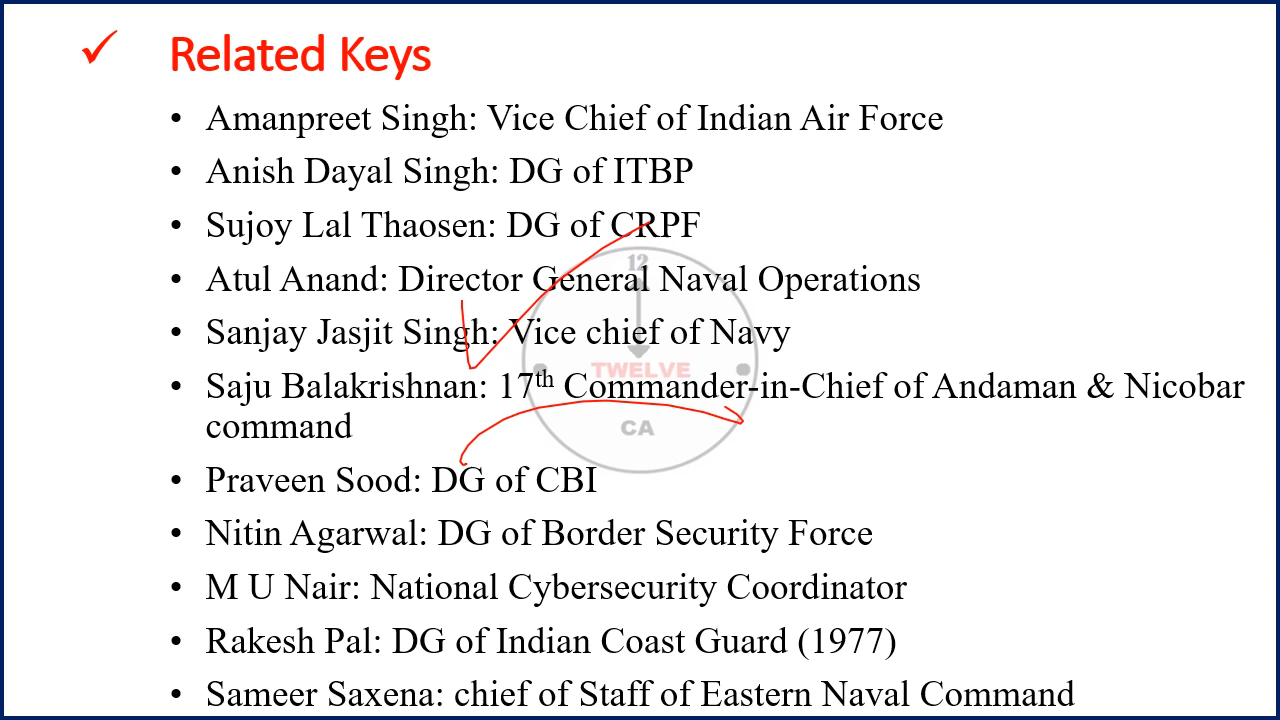 Related Keys
• Amanpreet Singh: Vice Chief of Indian Air Force
• Anish Dayal Singh: DG of ITBP
• Sujoy Lal Thaosen: DG of CRPF
12
• Atul Anand: Director General Naval Operations
• Sanjay Jasjit Singh: Vice chief of Navy
TWELVE
• Saju Balakrishnan: 17th Commander-in-Chief of Andaman & Nicobar
command
CA
• Praveen Sood: DG of CBI
• Nitin Agarwal: DG of Border Security Force
• M U Nair: National Cybersecurity Coordinator
• Rakesh Pal: DG of Indian Coast Guard (1977)
• Sameer Saxena: chief of Staff of Eastern Naval Command